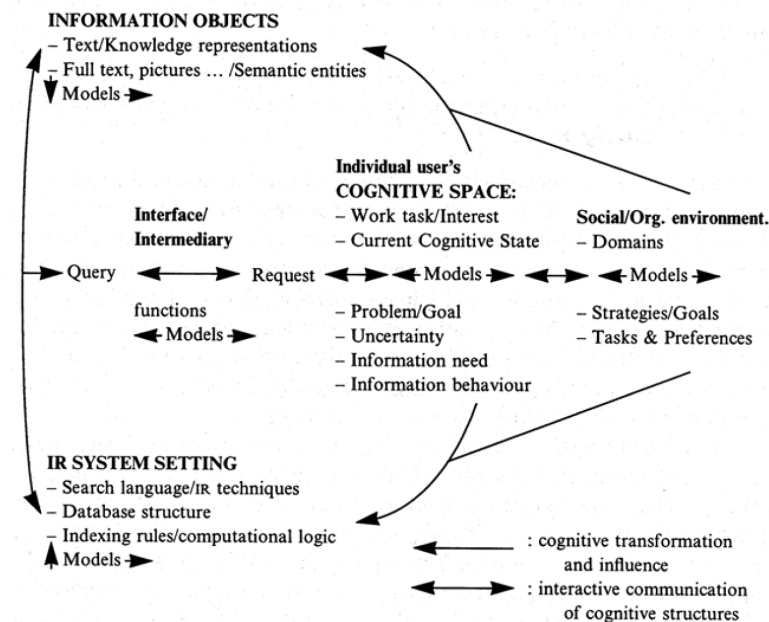 INFORMATION OBJECTS
– Text/Knowledge representations
– Full text, pictures ... /Semantic entities
Models
Individual user's
COGNITIVE SPACE:
– Work task/Interest
– Current Cognitive State
Interface/
Intermediary
Social/Org. environment.
– Domains
Query
Request
Models
Models
functions
Models
– Problem/Goal
– Uncertainty
– Information need
– Information behaviour
– Strategies/Goals
– Tasks & Preferences
IR SYSTEM SETTING
– Search language/IR techniques
– Database structure
– Indexing rules/computational logic
Models
: cognitive transformation
and influence
: interactive communication
of cognitive structures